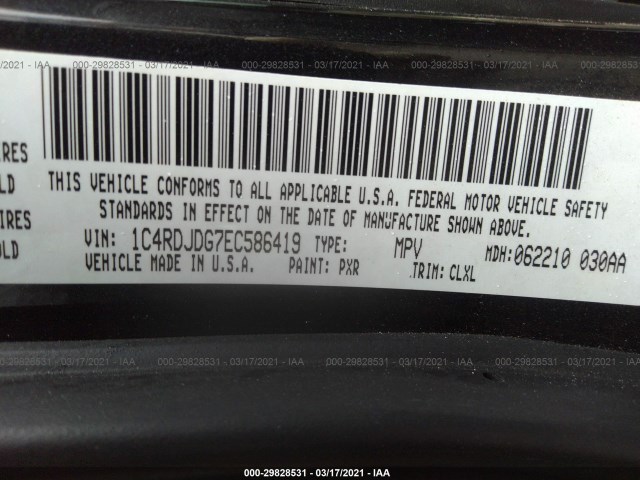 000-29828531 - 03/17/2021 - IAA
IRES
OLD
IRES
OLD
THIS VEHICLE CONFORMS TO ALL APPLICABLE U.S.A. FEDERAL MOTOR VEHICLE SAFETY
STANDARDS IN EFFECT ON THE DATE OF MANUFACTURE SHOWN ABOVE.
VIN: 1C4RDJDG7EC586419 TYPE: MPV MDH:062210 030AA
VEHICLE MADE IN U.S.A. PAINT: PXR TRIM: CLXL
000-29828531 - 03/17/2021 - IAA